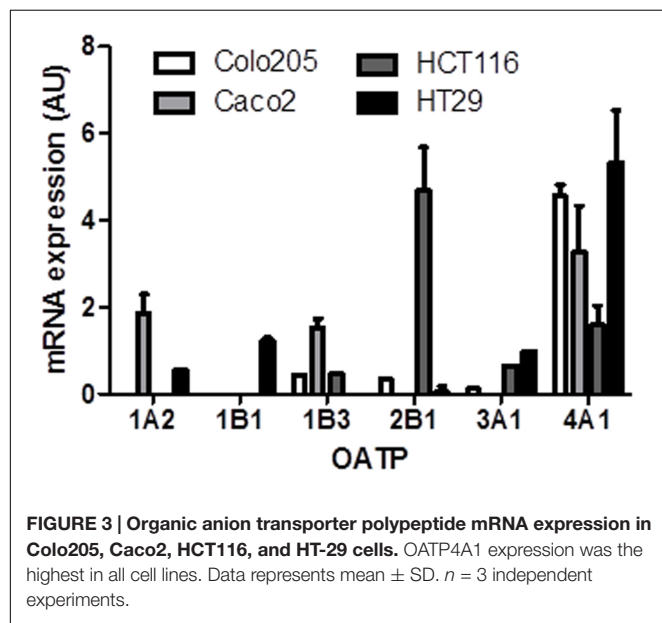 mRNA expression (AU)
8
6
4
2
0
Colo205
HCT116
Caco2
HT29
1A2 1B1 1B3 2B1 3A1 4A1
OATP
FIGURE 3 | Organic anion transporter polypeptide mRNA expression in
Colo205, Caco2, HCT116, and HT-29 cells. OATP4A1 expression was the
highest in all cell lines. Data represents mean ± SD. n = 3 independent
experiments.